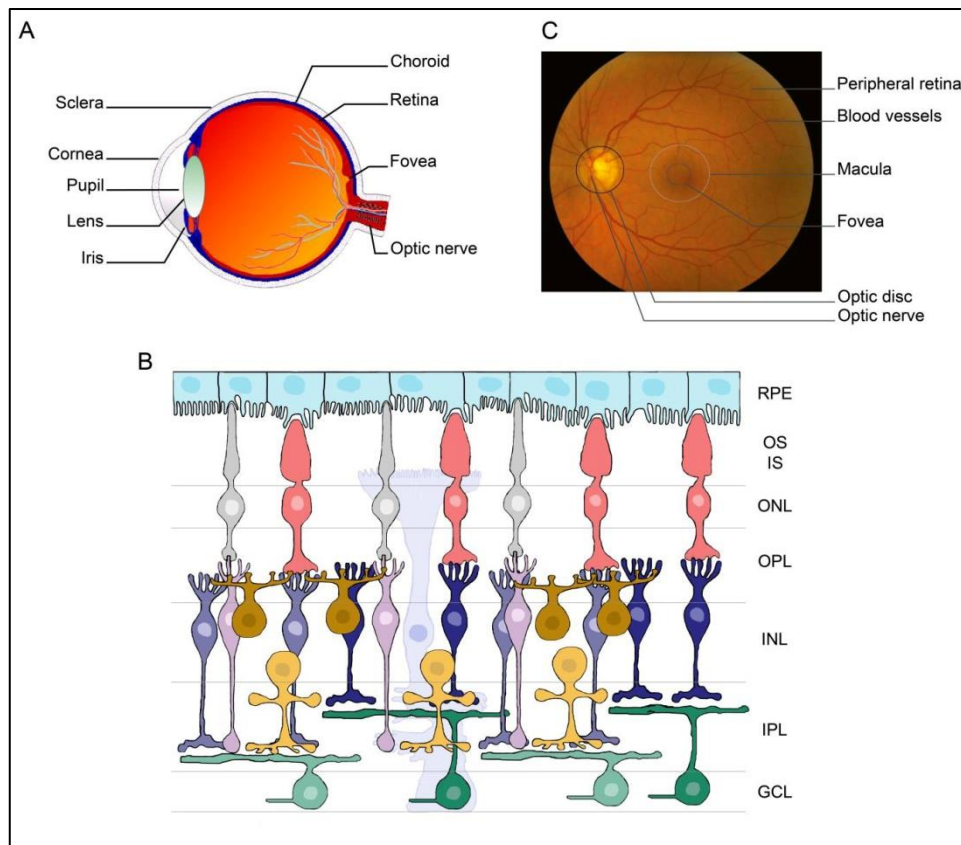 A
Choroid
Retina
Sclera
Cornea
Fovea
Pupil
Lens
Iris
Optic nerve
C
Peripheral retina
Blood vessels
Macula
Fovea
Optic disc
Optic nerve
B
RPE
OS
IS
ONL
OPL
INL
IPL
GCL